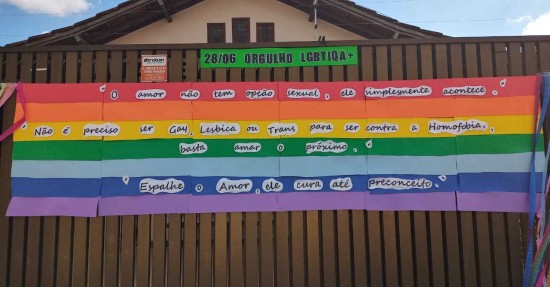 28/06 ORGULHO LGBTIQA+
"O amor não tem opção sexual, ele simplesmente acontece."
"Não é preciso ser Gay, Lesbica ou Trans para ser contra a Homofobia,
basta amar o próximo."
"Espalhe o Amor, ele cura até preconceito."